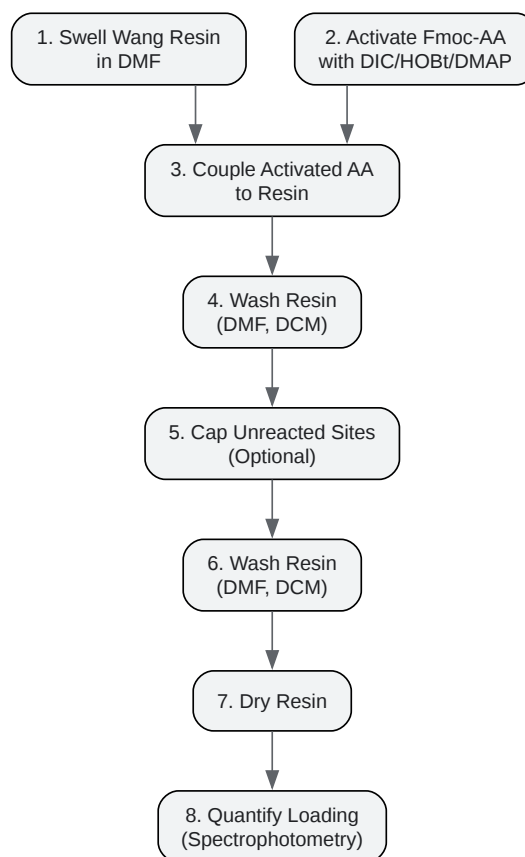 1. Swell Wang Resin
in DMF
2. Activate Fmoc-AA
with DIC/HOBt/DMAP
3. Couple Activated AA
to Resin
4. Wash Resin
(DMF, DCM)
5. Cap Unreacted Sites
(Optional)
6. Wash Resin
(DMF, DCM)
7. Dry Resin
8. Quantify Loading
(Spectrophotometry)